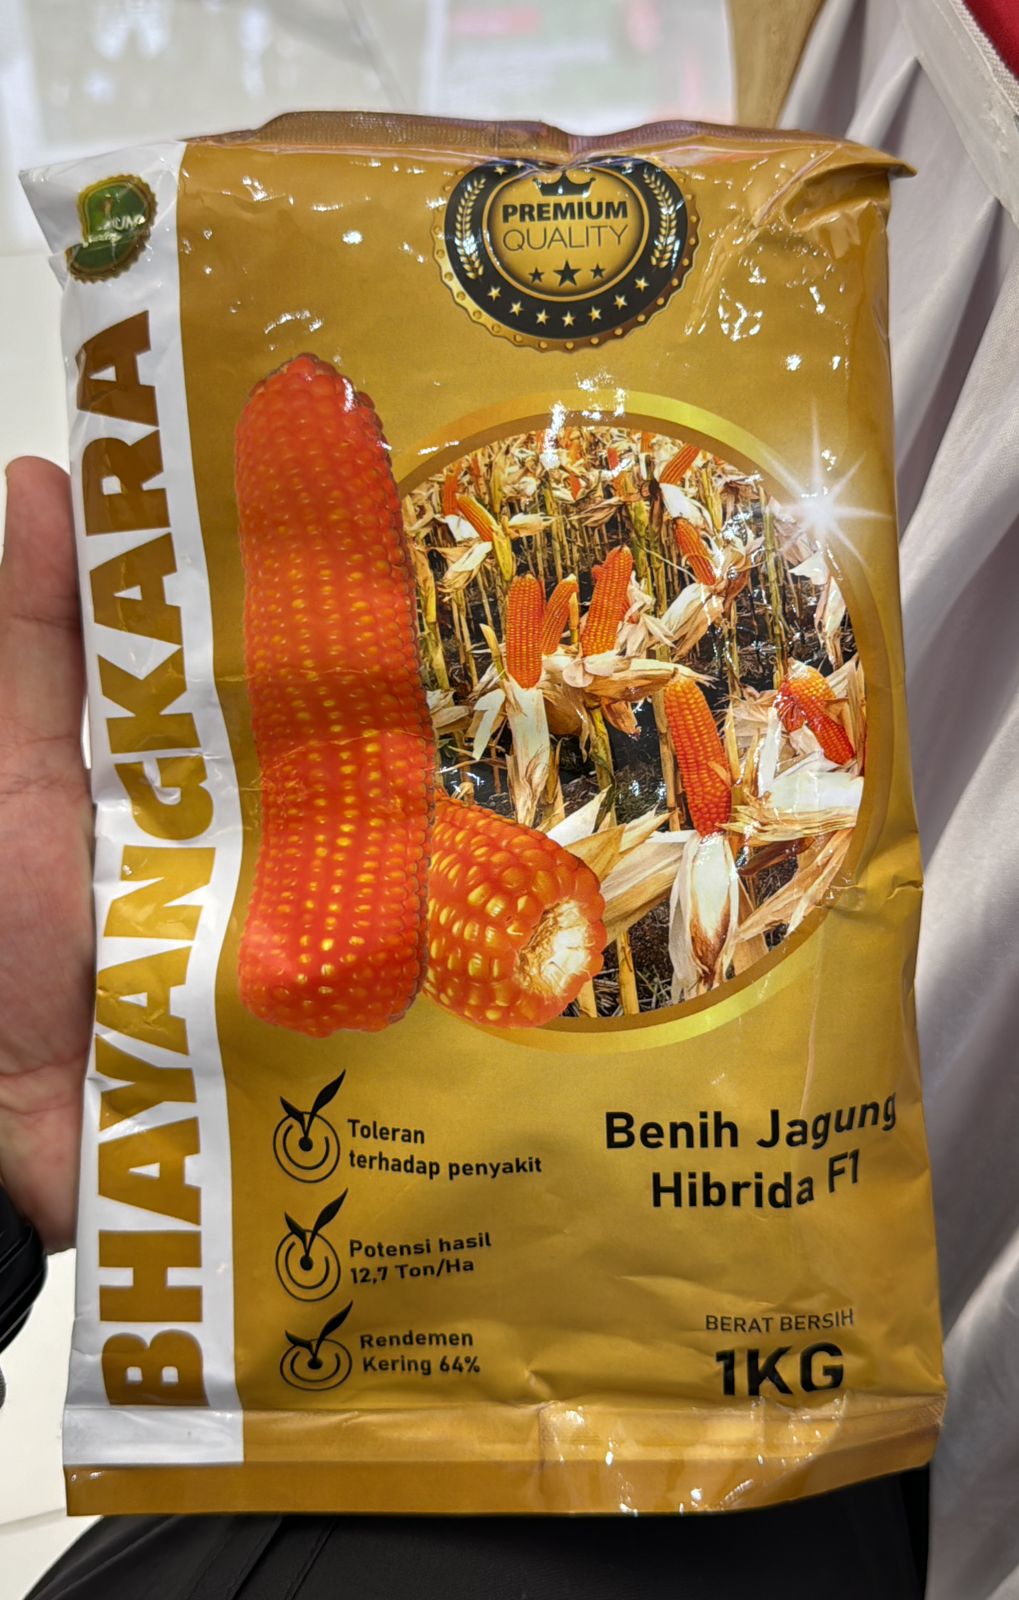 PREMIUM
QUALITY
BHAYANGKARA
Toleran
terhadap penyakit
Potensi hasil
12,7 Ton/Ha
Rendemen
Kering 64%
Benih Jagung
Hibrida F1
BERAT BERSIH
1KG